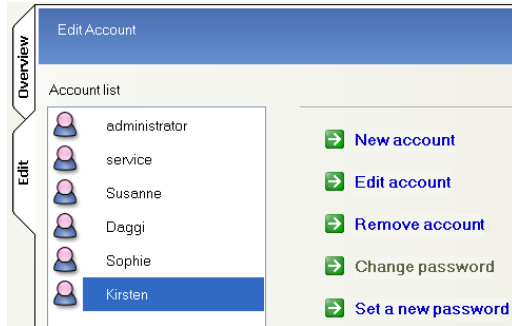 Overview
Edit
Edit Account
Account list
administrator
service
Susanne
Daggi
Sophie
Kirsten
New account
Edit account
Remove account
Change password
Set a new password